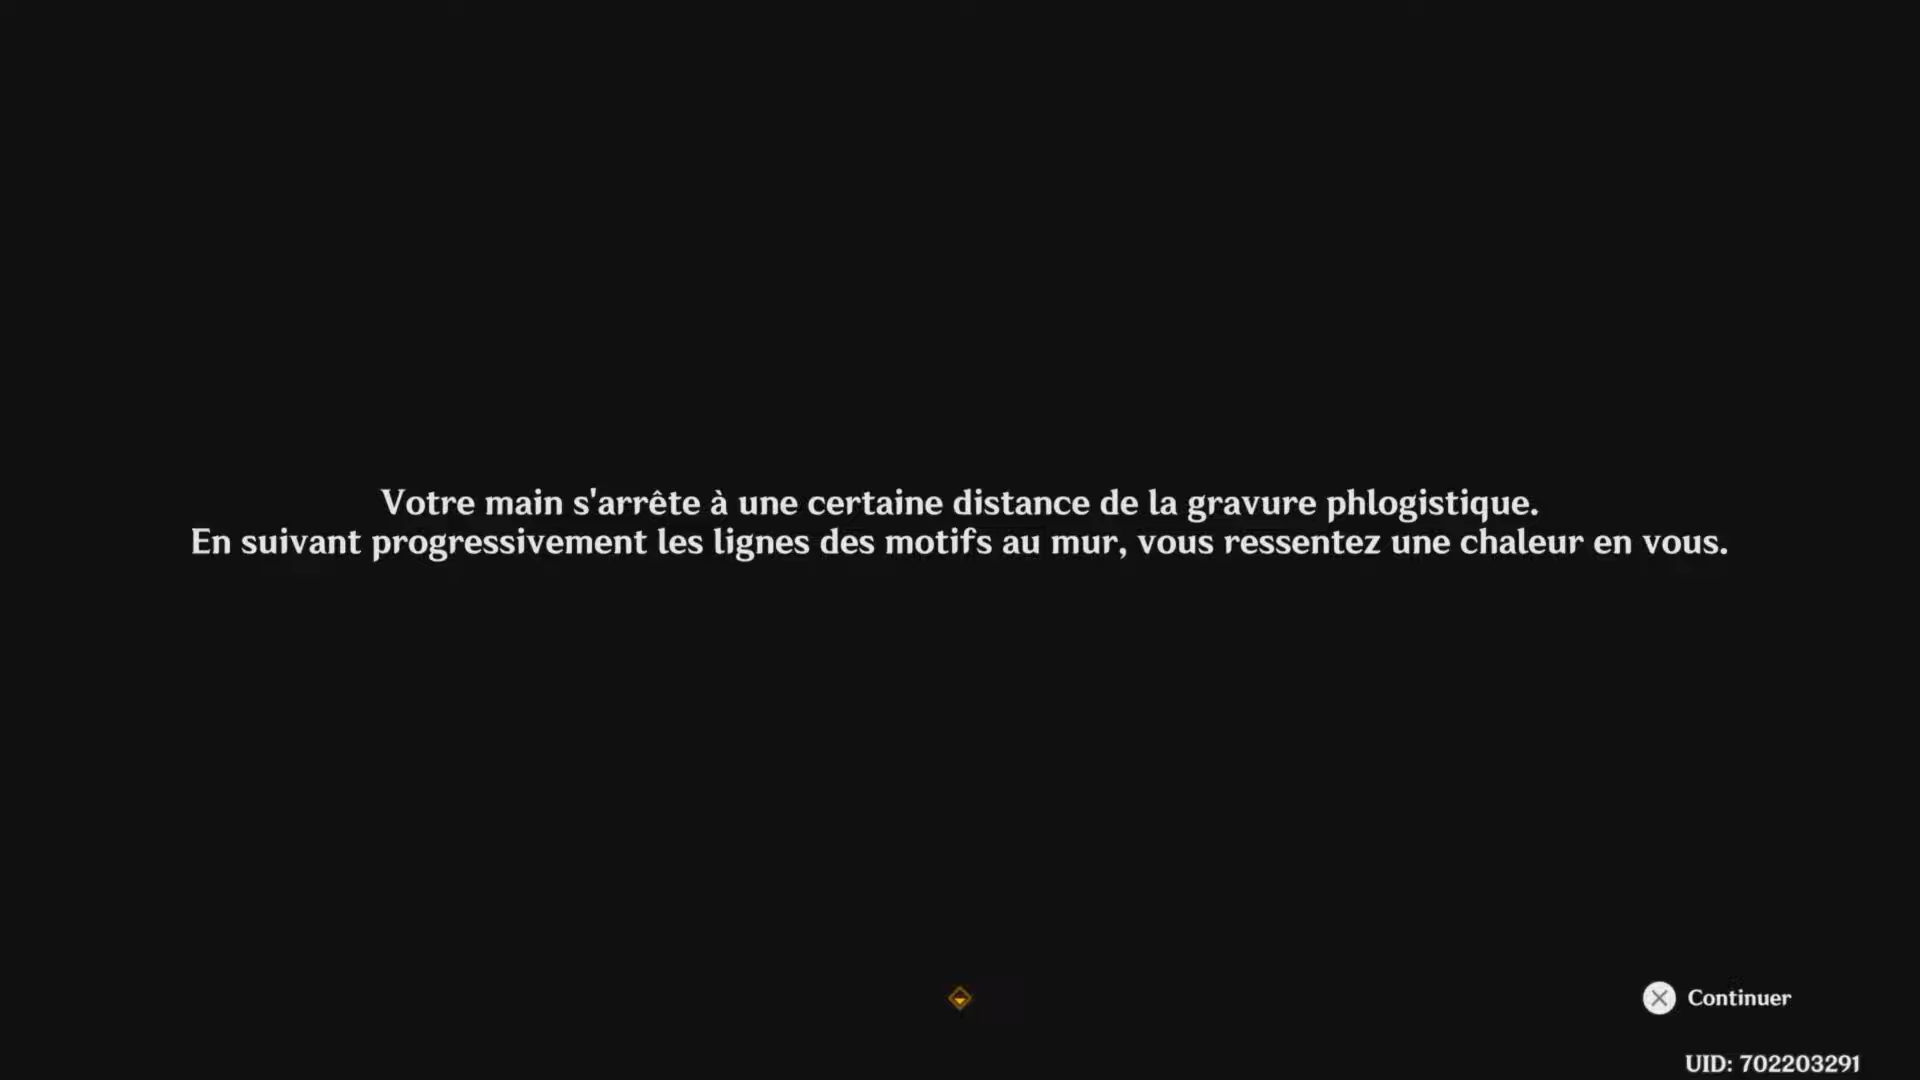 Votre main s'arrête à une certaine distance de la gravure phlogistique.
En suivant progressivement les lignes des motifs au mur, vous ressentez une chaleur en vous.
Continuer
UID: 702203291